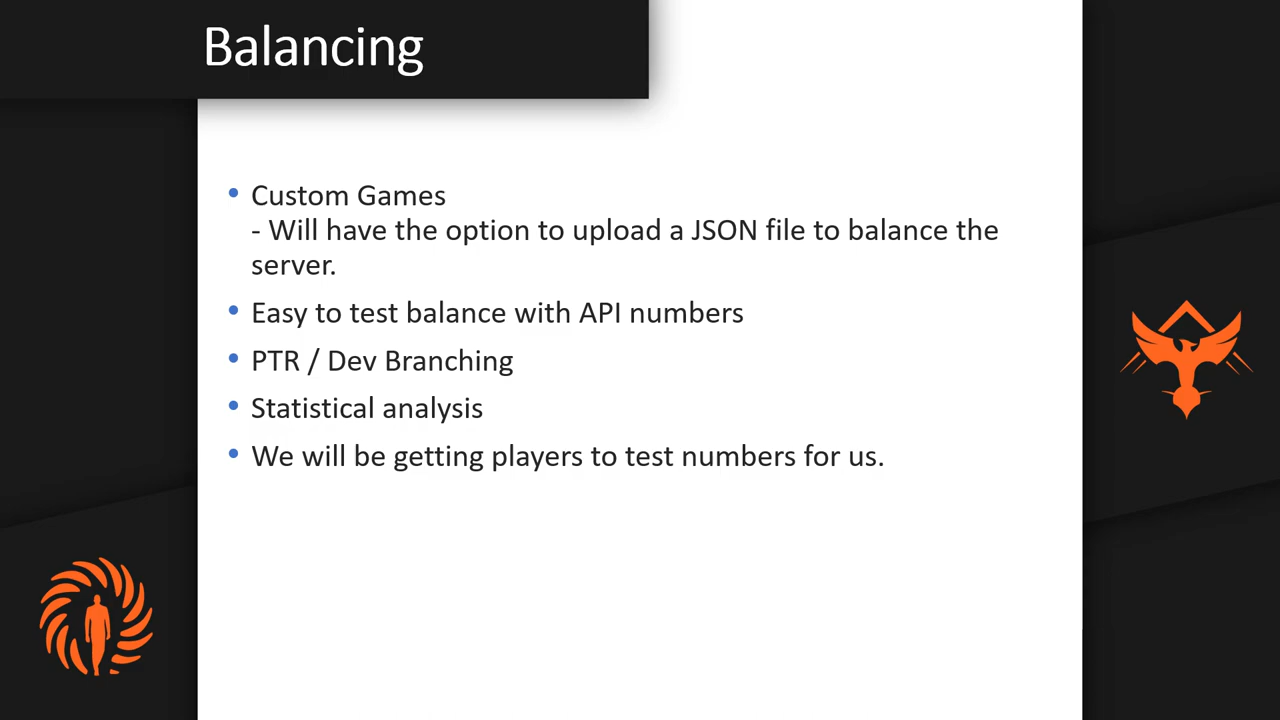 Balancing
• Custom Games
- Will have the option to upload a JSON file to balance the
server.
• Easy to test balance with API numbers
• PTR / Dev Branching
• Statistical analysis
• We will be getting players to test numbers for us.